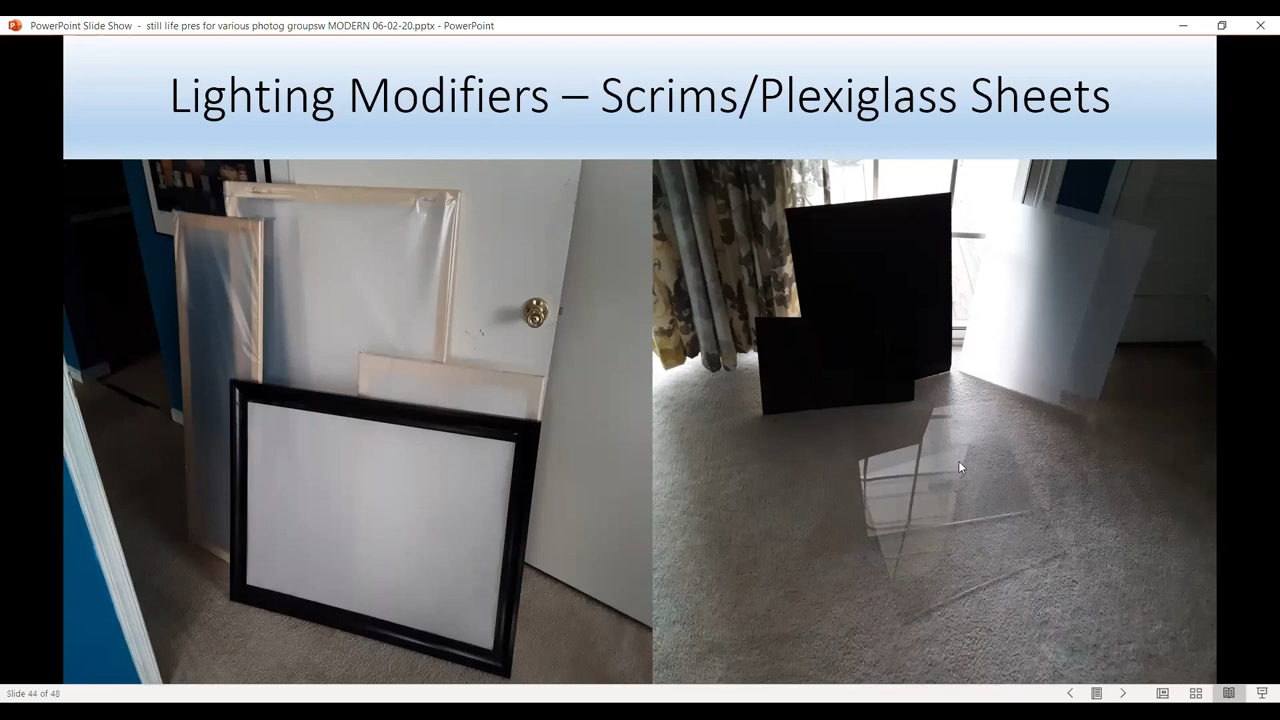 PowerPoint Slide Show - still life pres for various photog groupsw MODERN 06-02-20.pptx - PowerPoint
Lighting Modifiers – Scrims/Plexiglass Sheets
Slide 44 of 48